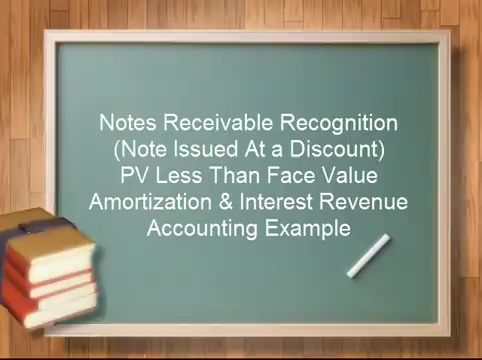 Notes Receivable Recognition
(Note Issued At a Discount)
PV Less Than Face Value
Amortization & Interest Revenue
Accounting Example